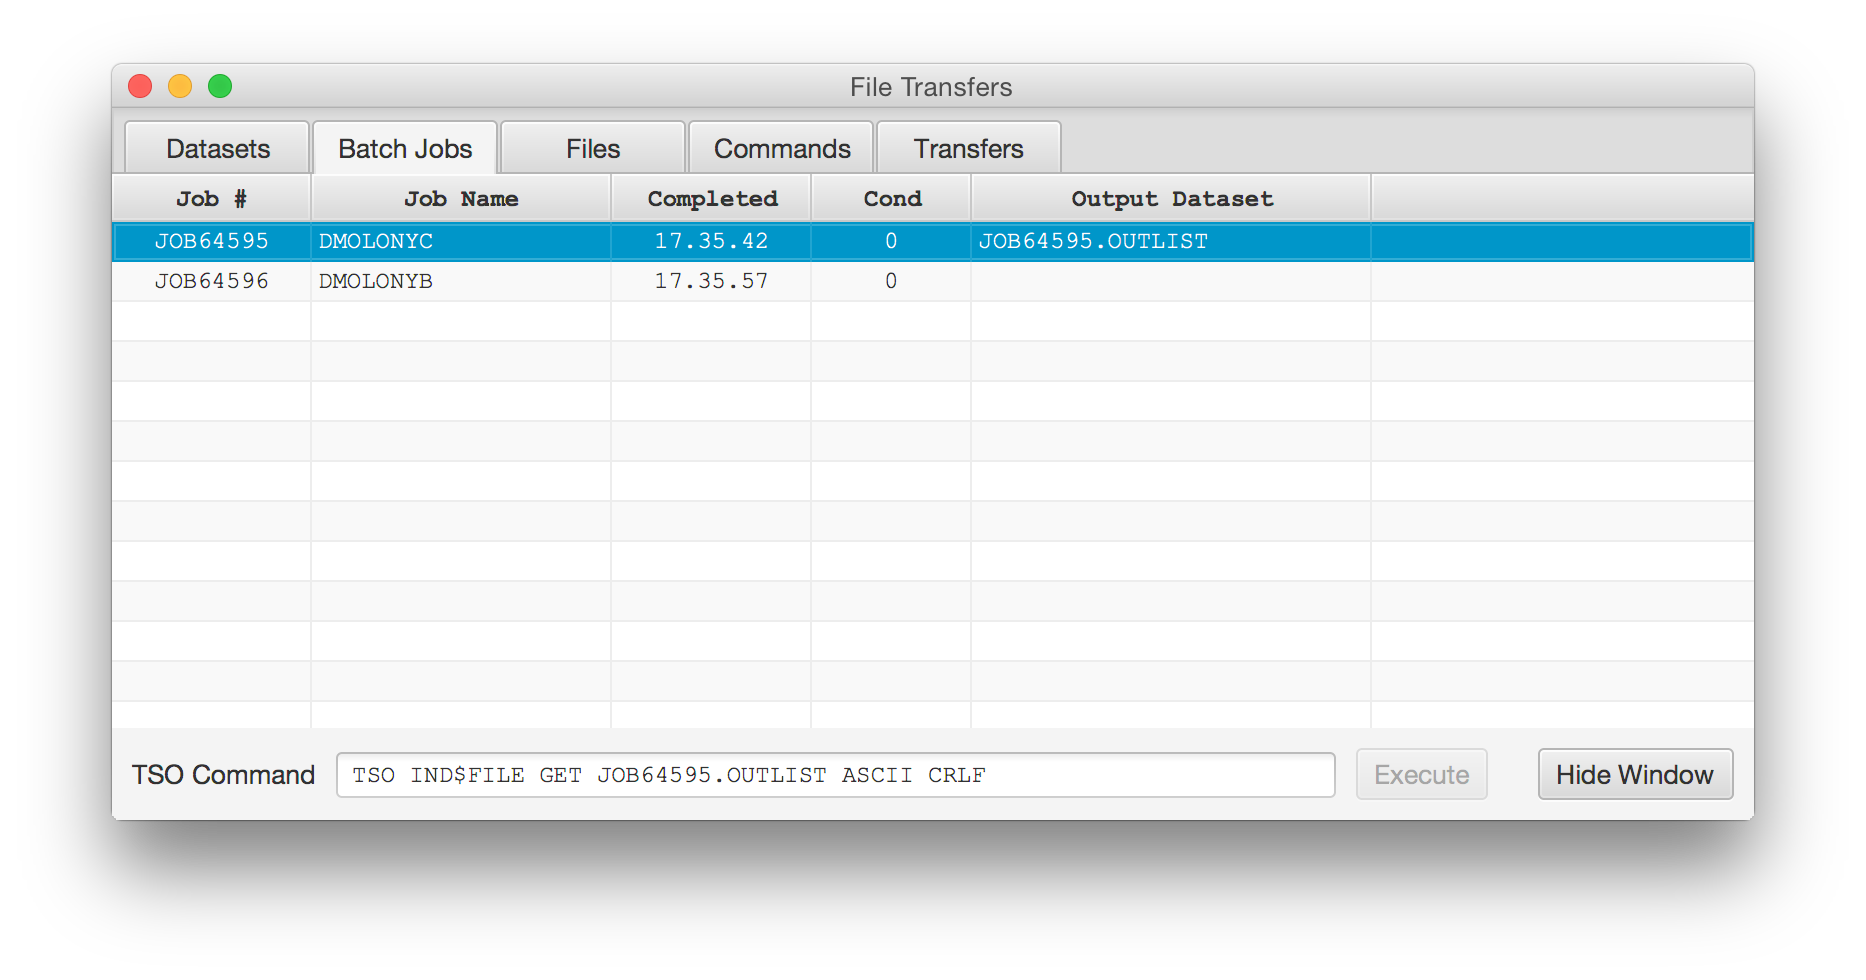 File Transfers
Datasets Batch Jobs Files Commands Transfers
Job # Job Name Completed Cond Output Dataset
JOB64595 DMOLONYC 17.35.42 0 JOB64595.OUTLIST
JOB64596 DMOLONYB 17.35.57 0
TSO Command TSO IND$FILE GET JOB64595.OUTLIST ASCII CRLF Execute Hide Window